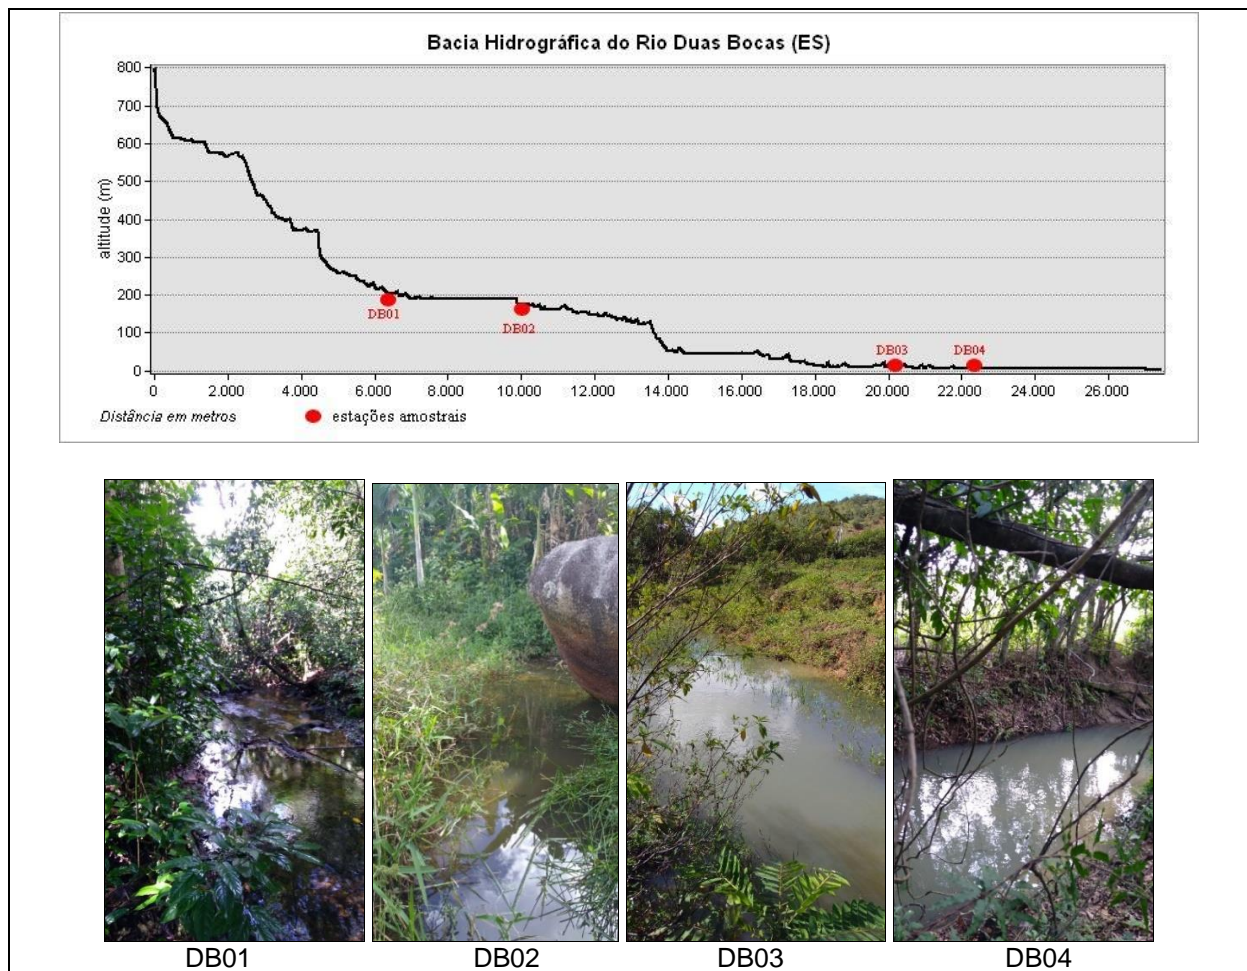 Bacia Hidrográfica do Rio Duas Bocas (ES)
800
700
600
500
400
300
200
100
0
altitude (m)
DB01
DB02
DB03
DB04
0
2.000
4.000
6.000
8.000
10.000
12.000
14.000
16.000
18.000
20.000
22.000
24.000
26.000
Distância em metros
estações amostrais
DB01
DB02
DB03
DB04